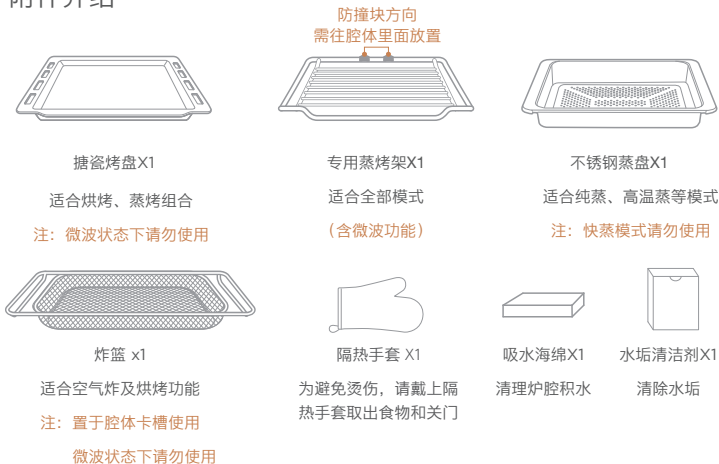 附件介绍
防撞块方向
需往腔体里面放置
搪瓷烤盘X1
适合烘烤、蒸烤组合
注：微波状态下请勿使用
专用蒸烤架X1
适合全部模式
（含微波功能）
不锈钢蒸盘X1
适合纯蒸、高温蒸等模式
注：快蒸模式请勿使用
炸篮 x1
适合空气炸及烘烤功能
注：置于腔体卡槽使用
微波状态下请勿使用
隔热手套 X1
为避免烫伤，请戴上隔
热手套取出食物和关门
吸水海绵X1
清理炉腔积水
水垢清洁剂X1
清除水垢